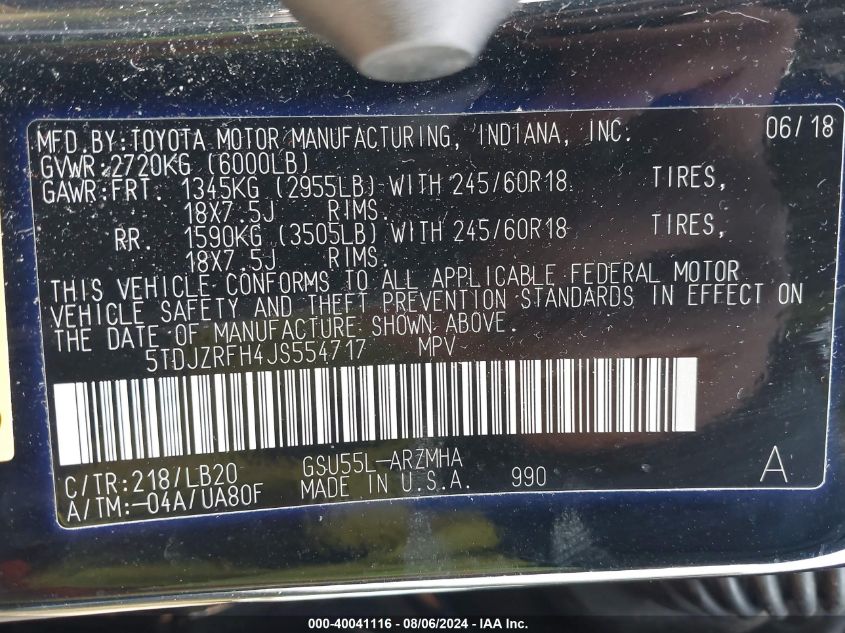 MFD.BY:TOYOTA MOTOR MANUFACTURING, INDIANA, INC. 06/18
GVWR:2720KG (6000LB)
GAWR:FRT. 1345KG (2955LB) WITH 245/60R18 TIRES,
18X7.5J RIMS.
RR. 1590KG (3505LB) WITH 245/60R18 TIRES,
18X7.5J RIMS.
THIS VEHICLE CONFORMS TO ALL APPLICABLE FEDERAL MOTOR
VEHICLE SAFETY AND THEFT PREVENTION STANDARDS IN EFFECT ON
THE DATE OF MANUFACTURE SHOWN ABOVE.
5TDJZRFH4JS554717 MPV
C/TR:218/LB20 GSU55L-ARZMHA
A/TM:-04A/UA80F MADE IN U.S.A. 990 A
000-40041116 - 08/06/2024 - IAA Inc.